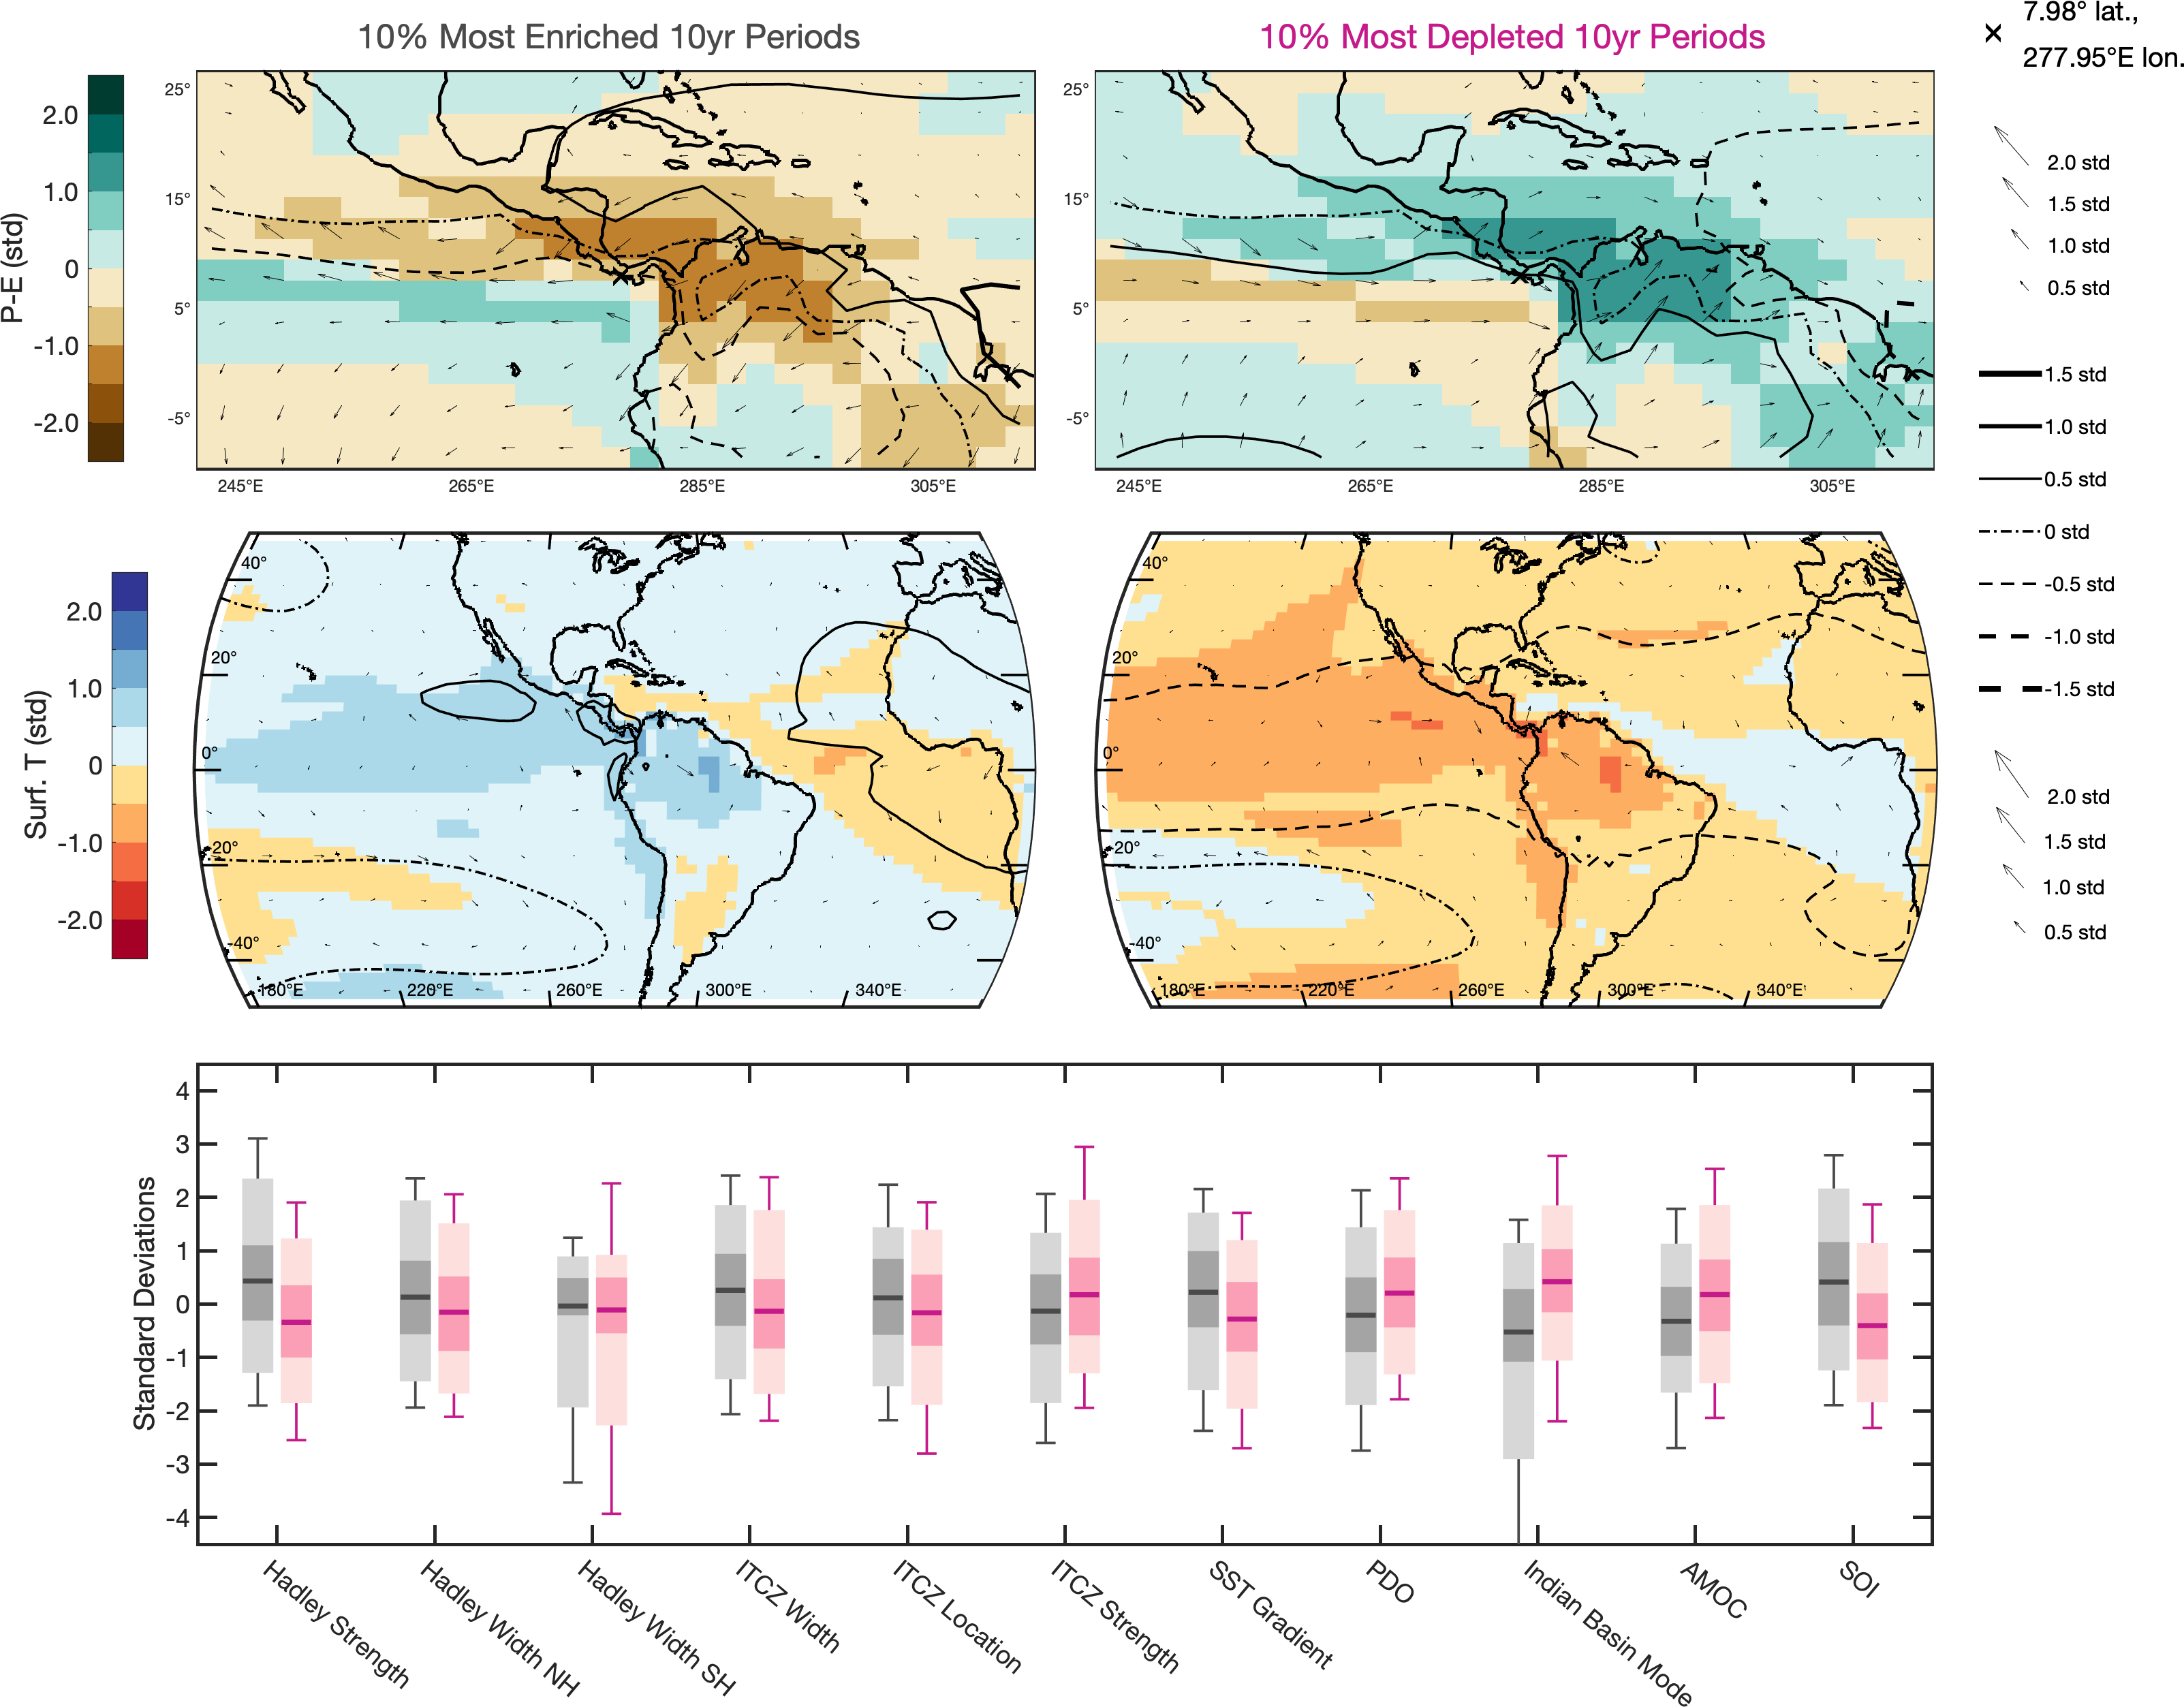 10% Most Enriched 10yr Periods
10% Most Depleted 10yr Periods
7.98° lat.,
277.95°E lon.
P-E (std)
2.0
1.0
0
-1.0
-2.0
25°
15°
5°
-5°
245°E
265°E
285°E
305°E
25°
15°
5°
-5°
245°E
265°E
285°E
305°E
2.0 std
1.5 std
1.0 std
0.5 std
1.5 std
1.0 std
0.5 std
0 std
-0.5 std
-1.0 std
-1.5 std
Surf. T (std)
2.0
1.0
0
-1.0
-2.0
40°
20°
0°
-20°
-40°
180°E
220°E
260°E
300°E
340°E
40°
20°
0°
-20°
-40°
180°E
220°E
260°E
300°E
340°E
2.0 std
1.5 std
1.0 std
0.5 std
Standard Deviations
4
3
2
1
0
-1
-2
-3
-4
Hadley Strength
Hadley Width NH
Hadley Width SH
ITCZ Width
ITCZ Location
ITCZ Strength
SST Gradient
PDO
Indian Basin Mode
AMOC
SOI